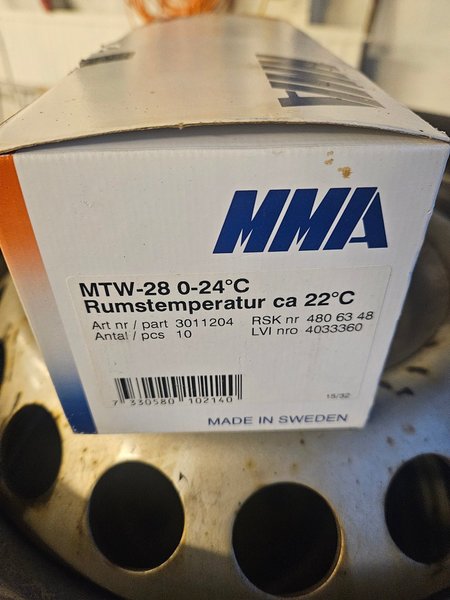 MMA
MMA
MTW-28 0-24°C
Rumstemperatur ca 22°C
Art nr / part 3011204 RSK nr 480 63 48
Antal / pcs 10 LVI nro 4033360
7 330580 102140
15/32
MADE IN SWEDEN